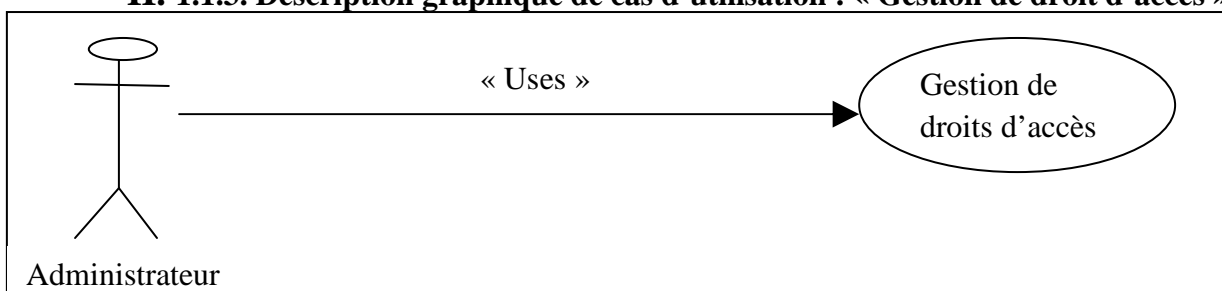 II. 1.1.3. Description graphique de cas d'utilisation : « Gestion de droit d'accès »
« Uses »
Gestion de
droits d'accès
Administrateur